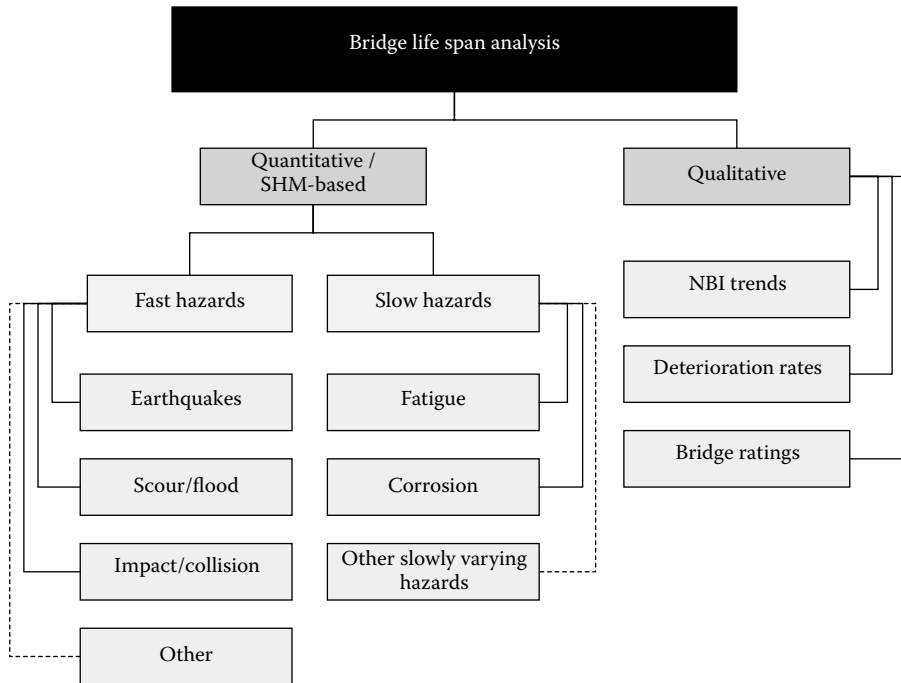 Bridge life span analysis
Quantitative /
SHM-based
Qualitative
Fast hazards
Slow hazards
NBI trends
Earthquakes
Fatigue
Deterioration rates
Scour/flood
Corrosion
Bridge ratings
Impact/collision
Other slowly varying
hazards
Other